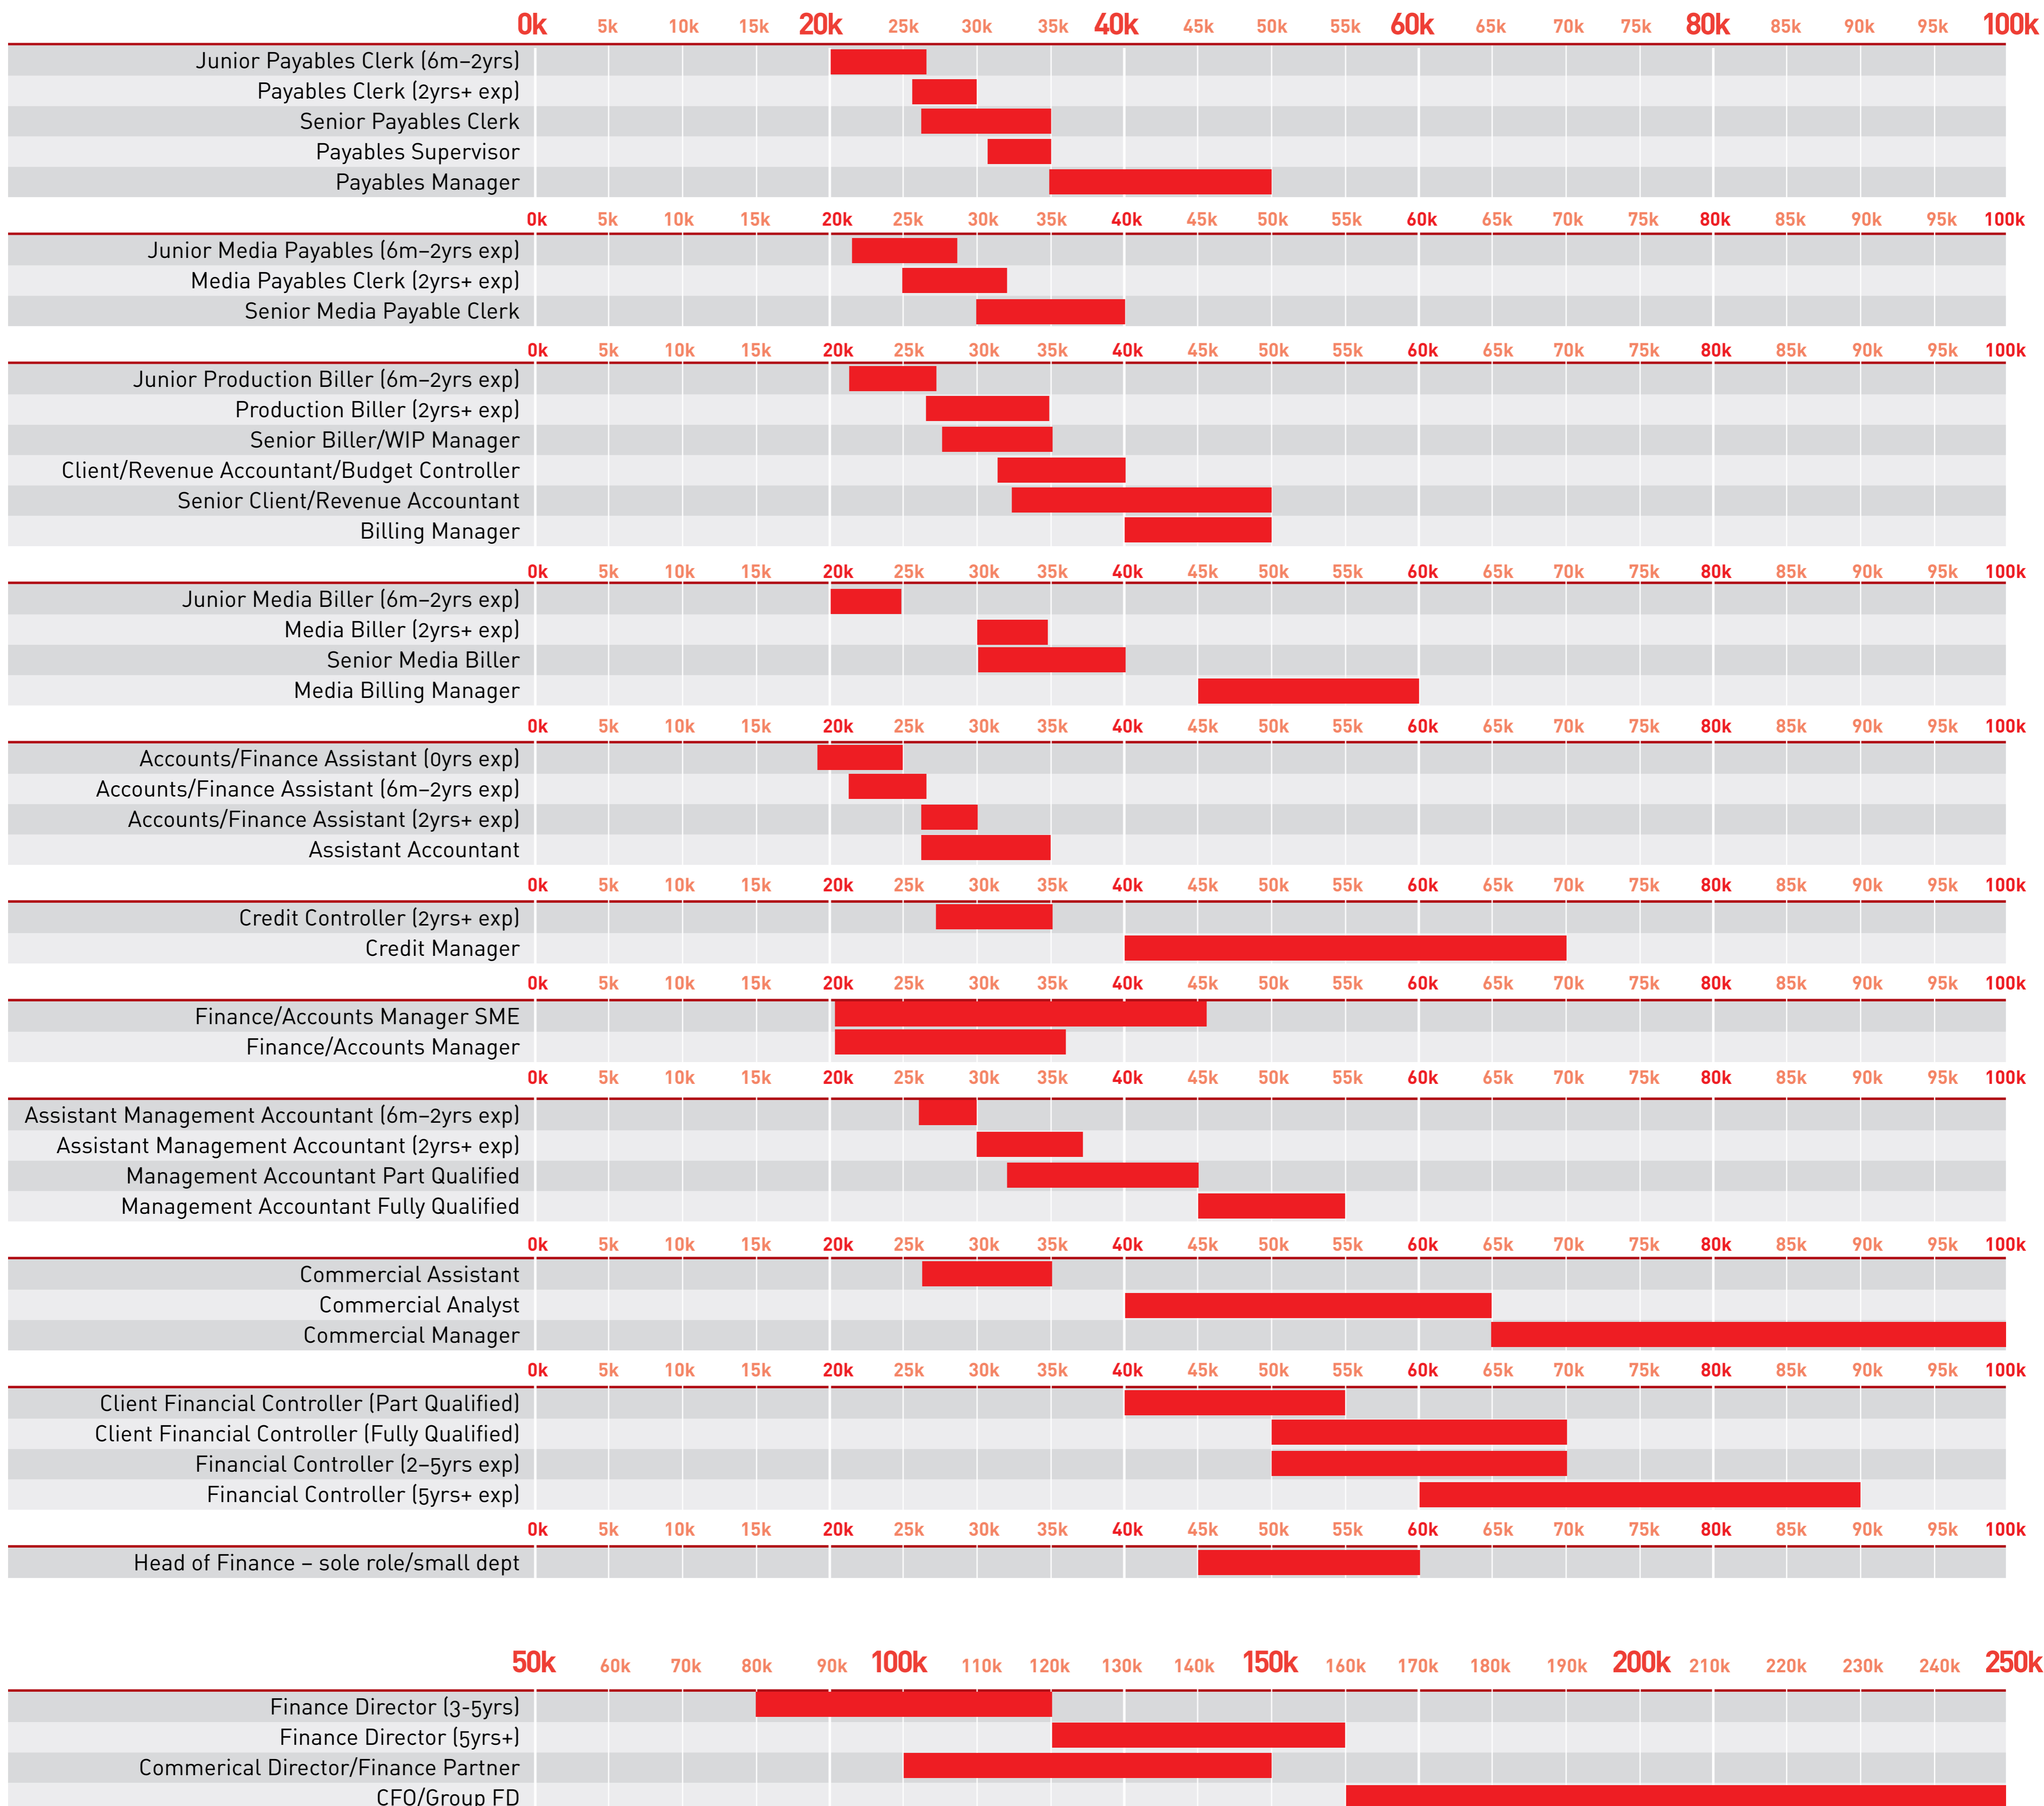 0k 5k 10k 15k 20k 25k 30k 35k 40k 45k 50k 55k 60k 65k 70k 75k 80k 85k 90k 95k 100k
Junior Payables Clerk (6m–2yrs)
Payables Clerk (2yrs+ exp)
Senior Payables Clerk
Payables Supervisor
Payables Manager
0k 5k 10k 15k 20k 25k 30k 35k 40k 45k 50k 55k 60k 65k 70k 75k 80k 85k 90k 95k 100k
Junior Media Payables (6m–2yrs exp)
Media Payables Clerk (2yrs+ exp)
Senior Media Payable Clerk
0k 5k 10k 15k 20k 25k 30k 35k 40k 45k 50k 55k 60k 65k 70k 75k 80k 85k 90k 95k 100k
Junior Production Biller (6m–2yrs exp)
Production Biller (2yrs+ exp)
Senior Biller/WIP Manager
Client/Revenue Accountant/Budget Controller
Senior Client/Revenue Accountant
Billing Manager
0k 5k 10k 15k 20k 25k 30k 35k 40k 45k 50k 55k 60k 65k 70k 75k 80k 85k 90k 95k 100k
Junior Media Biller (6m–2yrs exp)
Media Biller (2yrs+ exp)
Senior Media Biller
Media Billing Manager
0k 5k 10k 15k 20k 25k 30k 35k 40k 45k 50k 55k 60k 65k 70k 75k 80k 85k 90k 95k 100k
Accounts/Finance Assistant (0yrs exp)
Accounts/Finance Assistant (6m–2yrs exp)
Accounts/Finance Assistant (2yrs+ exp)
Assistant Accountant
0k 5k 10k 15k 20k 25k 30k 35k 40k 45k 50k 55k 60k 65k 70k 75k 80k 85k 90k 95k 100k
Credit Controller (2yrs+ exp)
Credit Manager
0k 5k 10k 15k 20k 25k 30k 35k 40k 45k 50k 55k 60k 65k 70k 75k 80k 85k 90k 95k 100k
Finance/Accounts Manager SME
Finance/Accounts Manager
0k 5k 10k 15k 20k 25k 30k 35k 40k 45k 50k 55k 60k 65k 70k 75k 80k 85k 90k 95k 100k
Assistant Management Accountant (6m–2yrs exp)
Assistant Management Accountant (2yrs+ exp)
Management Accountant Part Qualified
Management Accountant Fully Qualified
0k 5k 10k 15k 20k 25k 30k 35k 40k 45k 50k 55k 60k 65k 70k 75k 80k 85k 90k 95k 100k
Commercial Assistant
Commercial Analyst
Commercial Manager
0k 5k 10k 15k 20k 25k 30k 35k 40k 45k 50k 55k 60k 65k 70k 75k 80k 85k 90k 95k 100k
Client Financial Controller (Part Qualified)
Client Financial Controller (Fully Qualified)
Financial Controller (2–5yrs exp)
Financial Controller (5yrs+ exp)
0k 5k 10k 15k 20k 25k 30k 35k 40k 45k 50k 55k 60k 65k 70k 75k 80k 85k 90k 95k 100k
Head of Finance – sole role/small dept
50k 60k 70k 80k 90k 100k 110k 120k 130k 140k 150k 160k 170k 180k 190k 200k 210k 220k 230k 240k 250k
Finance Director (3-5yrs)
Finance Director (5yrs+)
Commerical Director/Finance Partner
CFO/Group FD